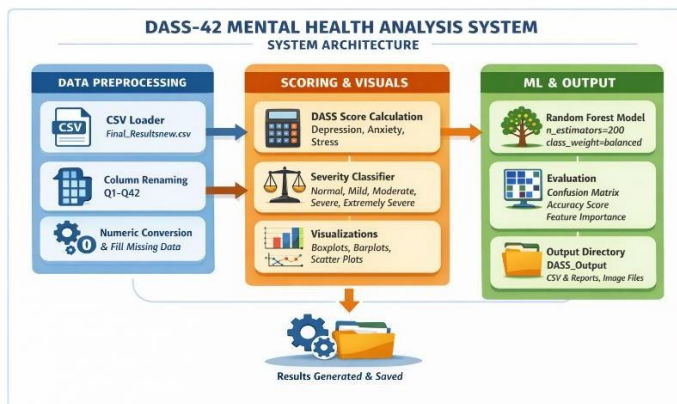 DASS-42 MENTAL HEALTH ANALYSIS SYSTEM
SYSTEM ARCHITECTURE
DATA PREPROCESSING
CSV
CSV Loader
Final_Resultsnew.csv
Column Renaming
Q1-Q42
0
Numeric Conversion
& Fill Missing Data
SCORING & VISUALS
DASS Score Calculation
Depression, Anxiety,
Stress
Severity Classifier
Normal, Mild, Moderate,
Severe, Extremely Severe
Visualizations
Boxplots, Barplots,
Scatter Plots
ML & OUTPUT
Random Forest Model
n_estimators=200
class_weight=balanced
Evaluation
Confusion Matrix
Accuracy Score
Feature Importance
Output Directory
DASS_Output
CSV & Reports, Image Files
Results Generated & Saved